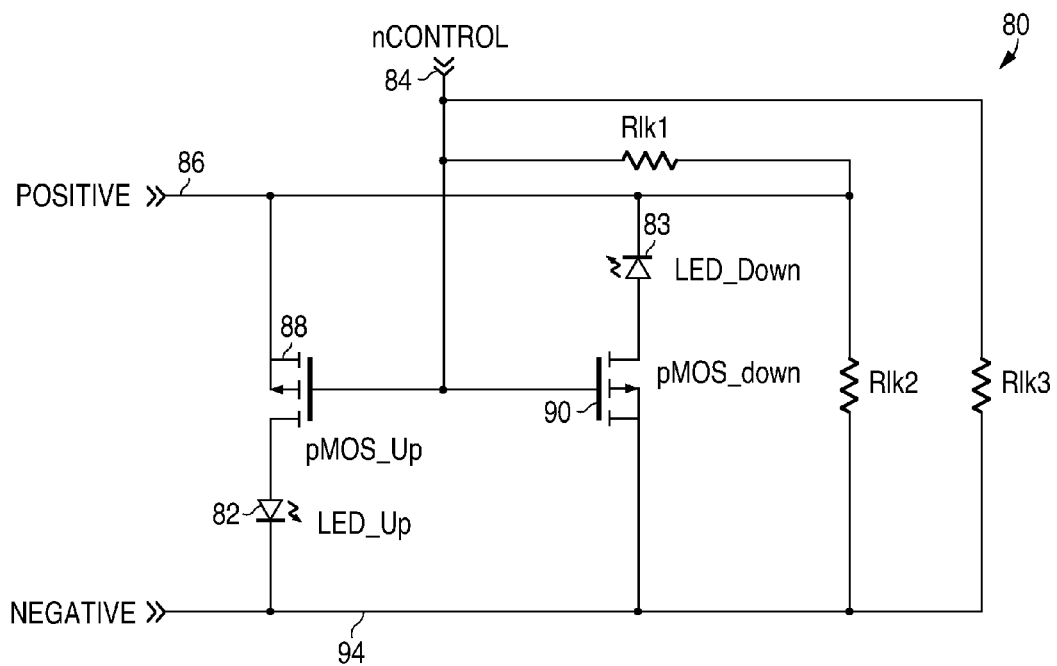 nCONTROL
80
84
Rlk1
86
POSITIVE
83
LED_Down
88
pMOS_down
90
Rlk2
Rlk3
pMOS_Up
82
LED_Up
NEGATIVE
94